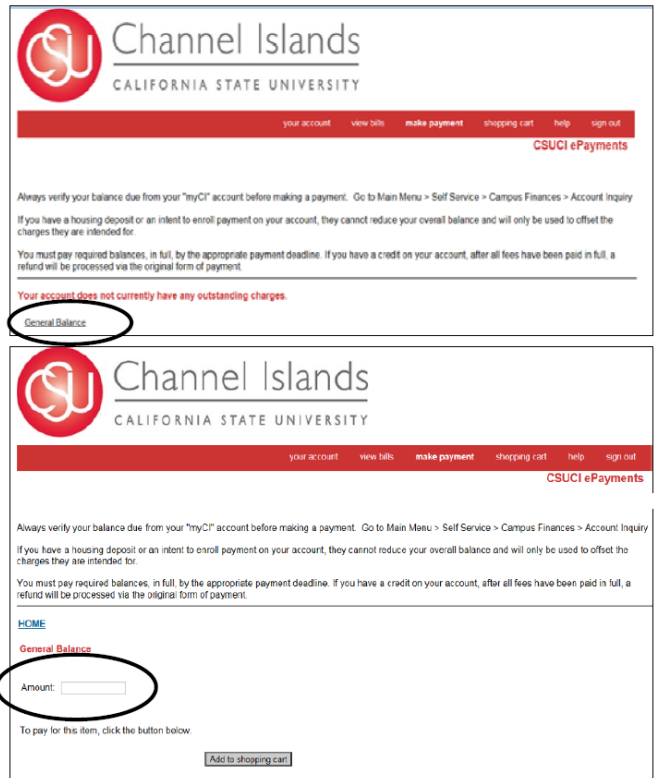 CSU
Channel Islands
CALIFORNIA STATE UNIVERSITY
your account view bills make payment shopping cart help sign out
CSUCI ePayments
Always verify your balance due from your "myCI" account before making a payment. Go to Main Menu > Self Service > Campus Finances > Account Inquiry
If you have a housing deposit or an intent to enroll payment on your account, they cannot reduce your overall balance and will only be used to offset the
charges they are intended for.
You must pay required balances, in full, by the appropriate payment deadline. If you have a credit on your account, after all fees have been paid in full, a
refund will be processed via the original form of payment.
Your account does not currently have any outstanding charges.
General Balance
CSU
Channel Islands
CALIFORNIA STATE UNIVERSITY
your account view bills make payment shopping cart help sign out
CSUCI ePayments
Always verify your balance due from your "myCI" account before making a payment. Go to Main Menu > Self Service > Campus Finances > Account Inquiry
If you have a housing deposit or an intent to enroll payment on your account, they cannot reduce your overall balance and will only be used to offset the
charges they are intended for.
You must pay required balances, in full, by the appropriate payment deadline. If you have a credit on your account, after all fees have been paid in full, a
refund will be processed via the original form of payment.
HOME
General Balance
Amount:
To pay for this item, click the button below.
Add to shopping cart